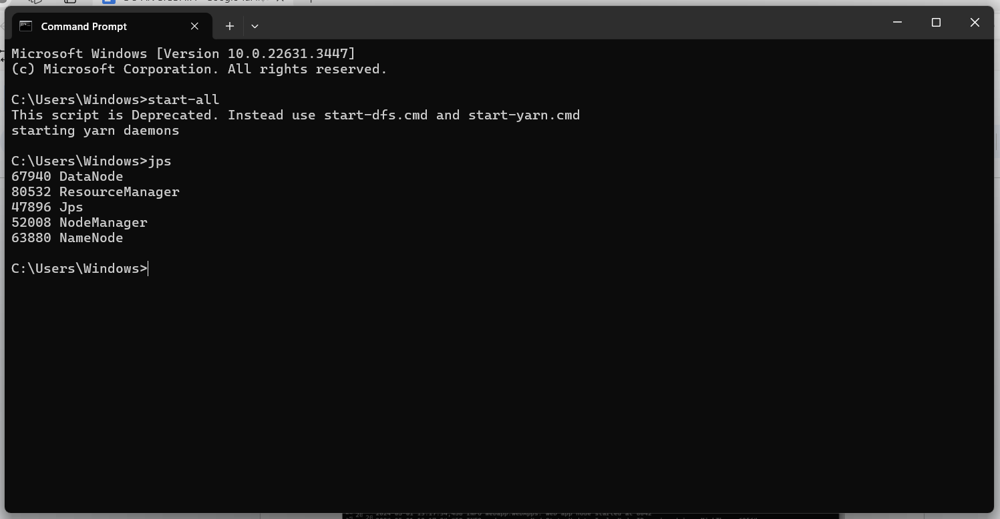 Command Prompt
Microsoft Windows [Version 10.0.22631.3447]
(c) Microsoft Corporation. All rights reserved.
C:\Users\Windows>start-all
This script is Deprecated. Instead use start-dfs.cmd and start-yarn.cmd
starting yarn daemons
C:\Users\Windows>jps
67940 DataNode
80532 ResourceManager
47896 Jps
52008 NodeManager
63880 NameNode
C:\Users\Windows>